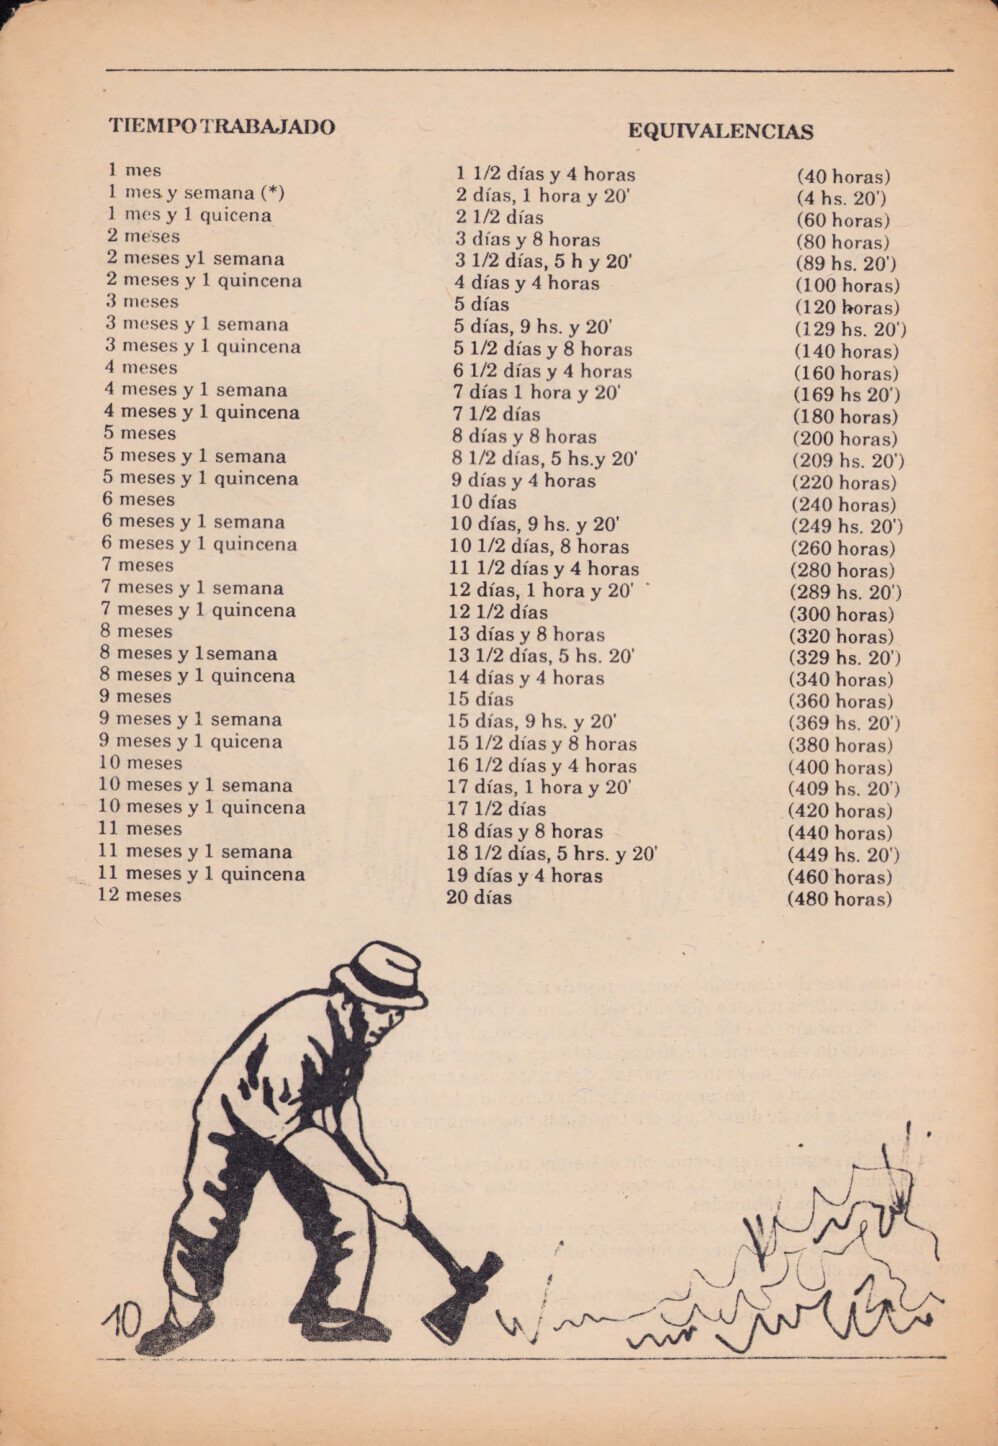 TIEMPO TRABAJADO EQUIVALENCIAS
1 mes 1 1/2 días y 4 horas (40 horas)
1 mes y semana (*) 2 días, 1 hora y 20' (4 hs. 20')
1 mes y 1 quicena 2 1/2 días (60 horas)
2 meses 3 días y 8 horas (80 horas)
2 meses y1 semana 3 1/2 días, 5 h y 20' (89 hs. 20')
2 meses y 1 quincena 4 días y 4 horas (100 horas)
3 meses 5 días (120 horas)
3 meses y 1 semana 5 días, 9 hs. y 20' (129 hs. 20')
3 meses y 1 quincena 5 1/2 días y 8 horas (140 horas)
4 meses 6 1/2 días y 4 horas (160 horas)
4 meses y 1 semana 7 días 1 hora y 20' (169 hs 20')
4 meses y 1 quincena 7 1/2 días (180 horas)
5 meses 8 días y 8 horas (200 horas)
5 meses y 1 semana 8 1/2 días, 5 hs.y 20' (209 hs. 20')
5 meses y 1 quincena 9 días y 4 horas (220 horas)
6 meses 10 días (240 horas)
6 meses y 1 semana 10 días, 9 hs. y 20' (249 hs. 20')
6 meses y 1 quincena 10 1/2 días, 8 horas (260 horas)
7 meses 11 1/2 días y 4 horas (280 horas)
7 meses y 1 semana 12 días, 1 hora y 20' (289 hs. 20')
7 meses y 1 quincena 12 1/2 días (300 horas)
8 meses 13 días y 8 horas (320 horas)
8 meses y 1semana 13 1/2 días, 5 hs. 20' (329 hs. 20')
8 meses y 1 quincena 14 días y 4 horas (340 horas)
9 meses 15 días (360 horas)
9 meses y 1 semana 15 días, 9 hs. y 20' (369 hs. 20')
9 meses y 1 quicena 15 1/2 días y 8 horas (380 horas)
10 meses 16 1/2 días y 4 horas (400 horas)
10 meses y 1 semana 17 días, 1 hora y 20' (409 hs. 20')
10 meses y 1 quincena 17 1/2 días (420 horas)
11 meses 18 días y 8 horas (440 horas)
11 meses y 1 semana 18 1/2 días, 5 hrs. y 20' (449 hs. 20')
11 meses y 1 quincena 19 días y 4 horas (460 horas)
12 meses 20 días (480 horas)
10